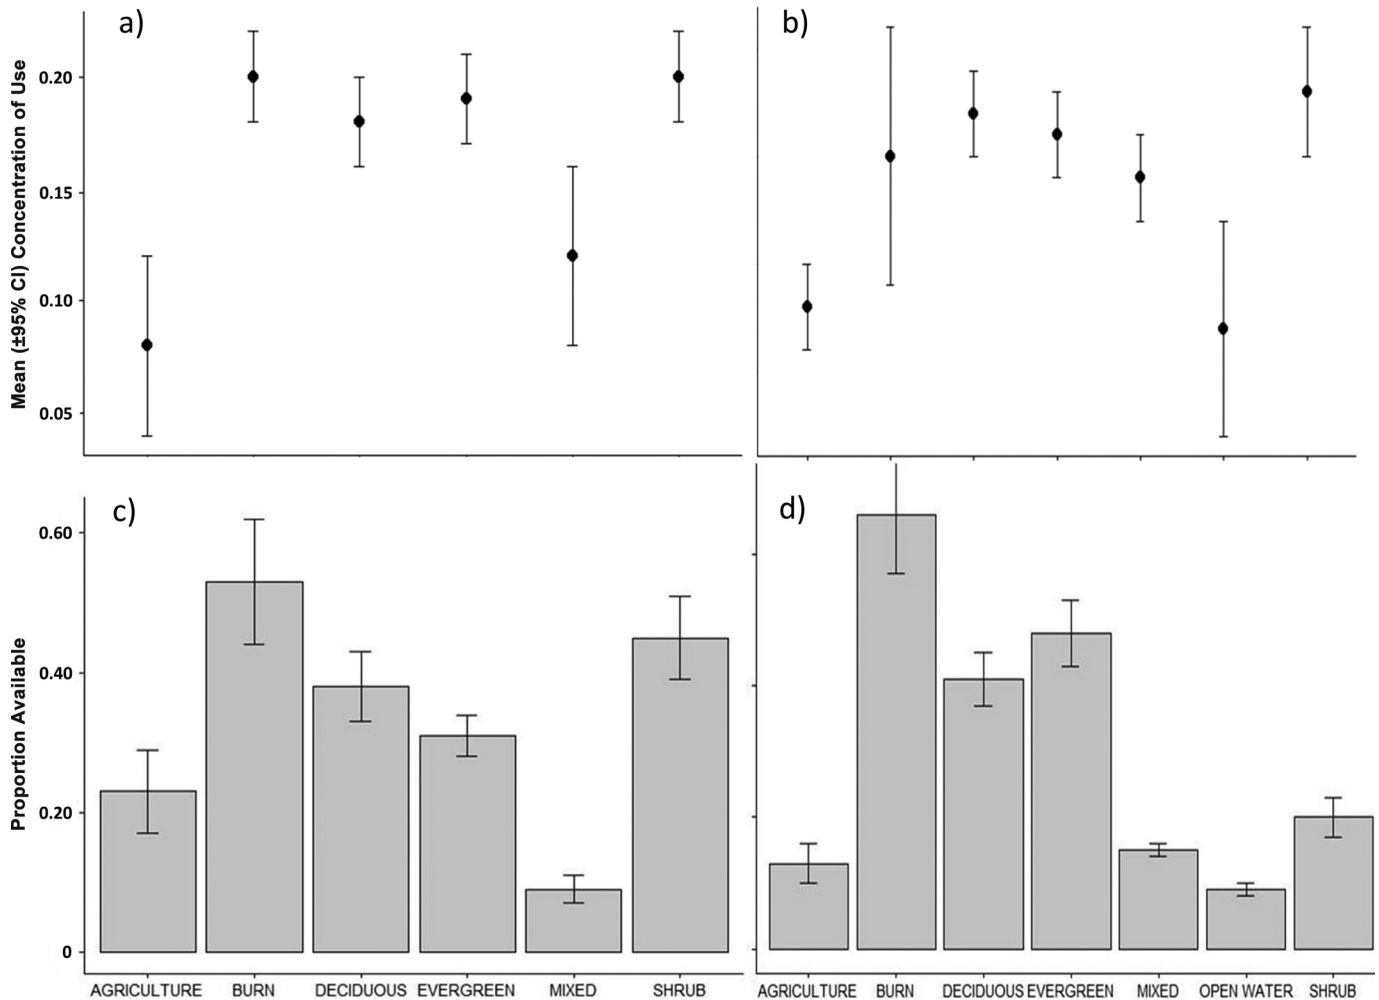 a)
b)
Mean (±95% CI) Concentration of Use
0.20
0.15
0.10
0.05
c)
d)
Proportion Available
0.60
0.40
0.20
0
AGRICULTURE BURN DECIDUOUS EVERGREEN MIXED SHRUB
AGRICULTURE BURN DECIDUOUS EVERGREEN MIXED OPEN WATER SHRUB